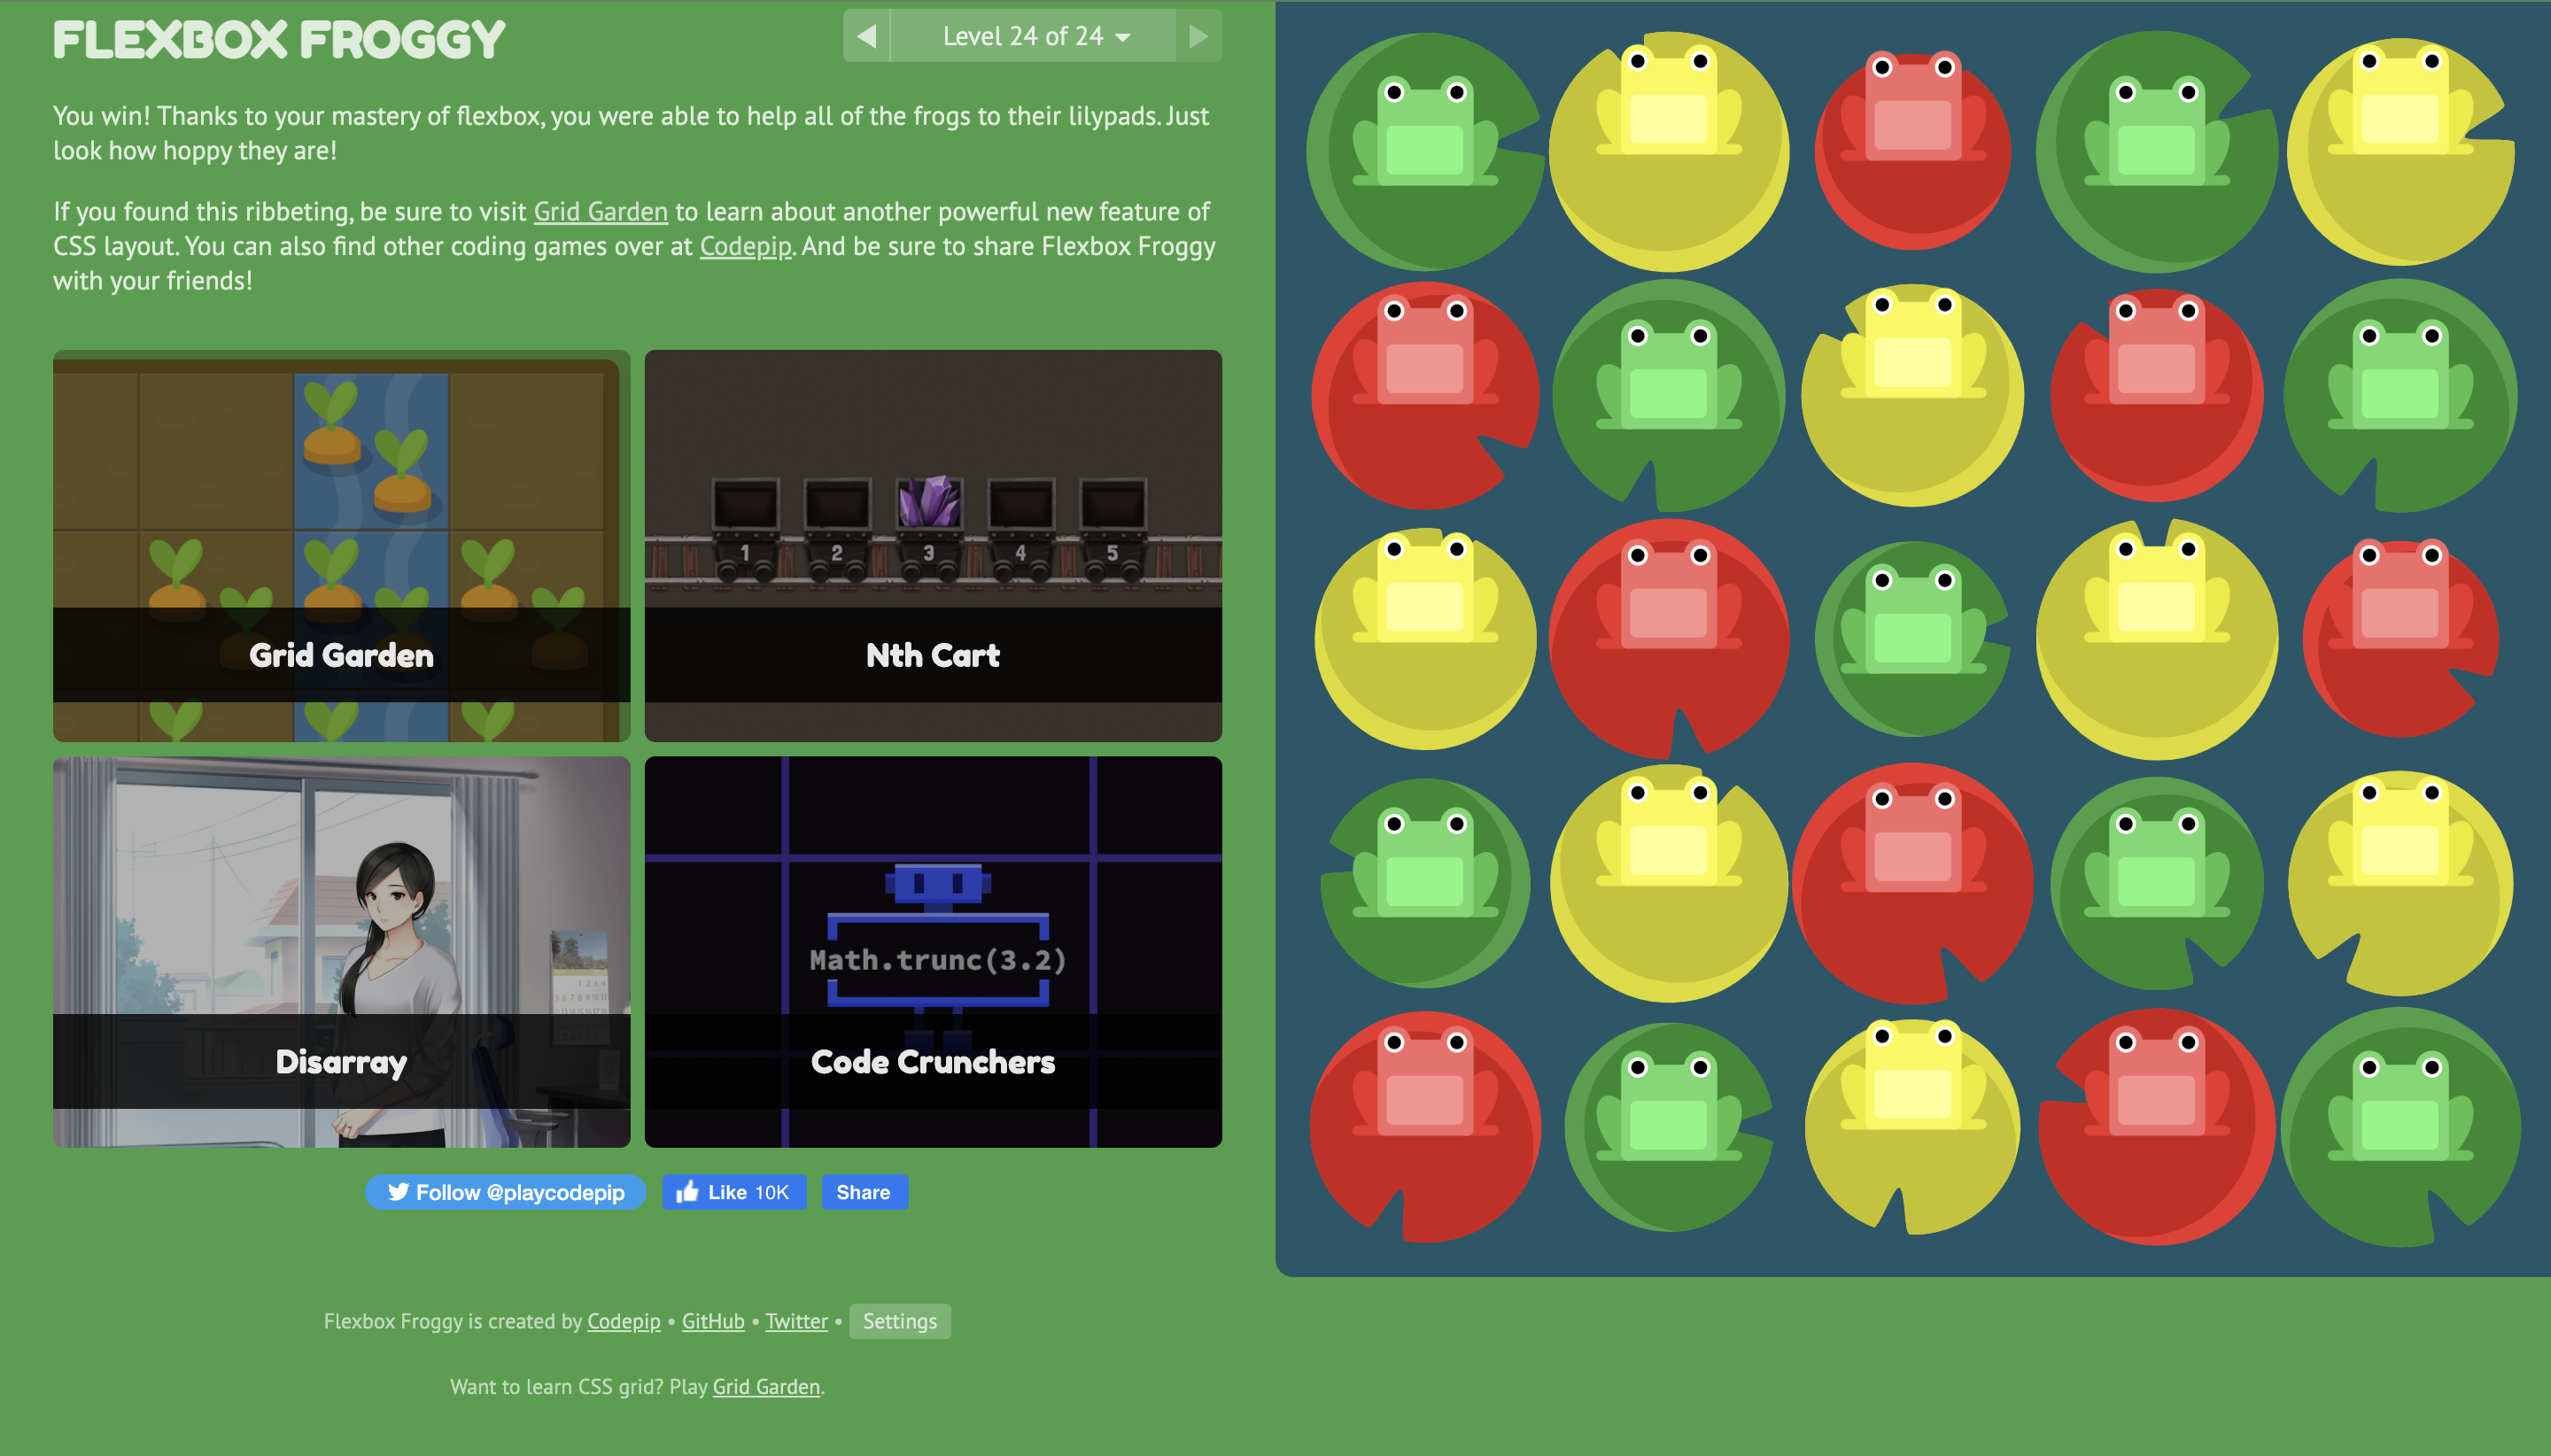 FLEXBOX FROGGY
Level 24 of 24
You win! Thanks to your mastery of flexbox, you were able to help all of the frogs to their lilypads. Just
look how hoppy they are!
If you found this ribbeting, be sure to visit Grid Garden to learn about another powerful new feature of
CSS layout. You can also find other coding games over at Codepip. And be sure to share Flexbox Froggy
with your friends!
1 2 3 4 5
Grid Garden
Nth Cart
Math.trunc(3.2)
Disarray
Code Crunchers
Follow @playcodepip
Like 10K
Share
Flexbox Froggy is created by Codepip • GitHub • Twitter • Settings
Want to learn CSS grid? Play Grid Garden.